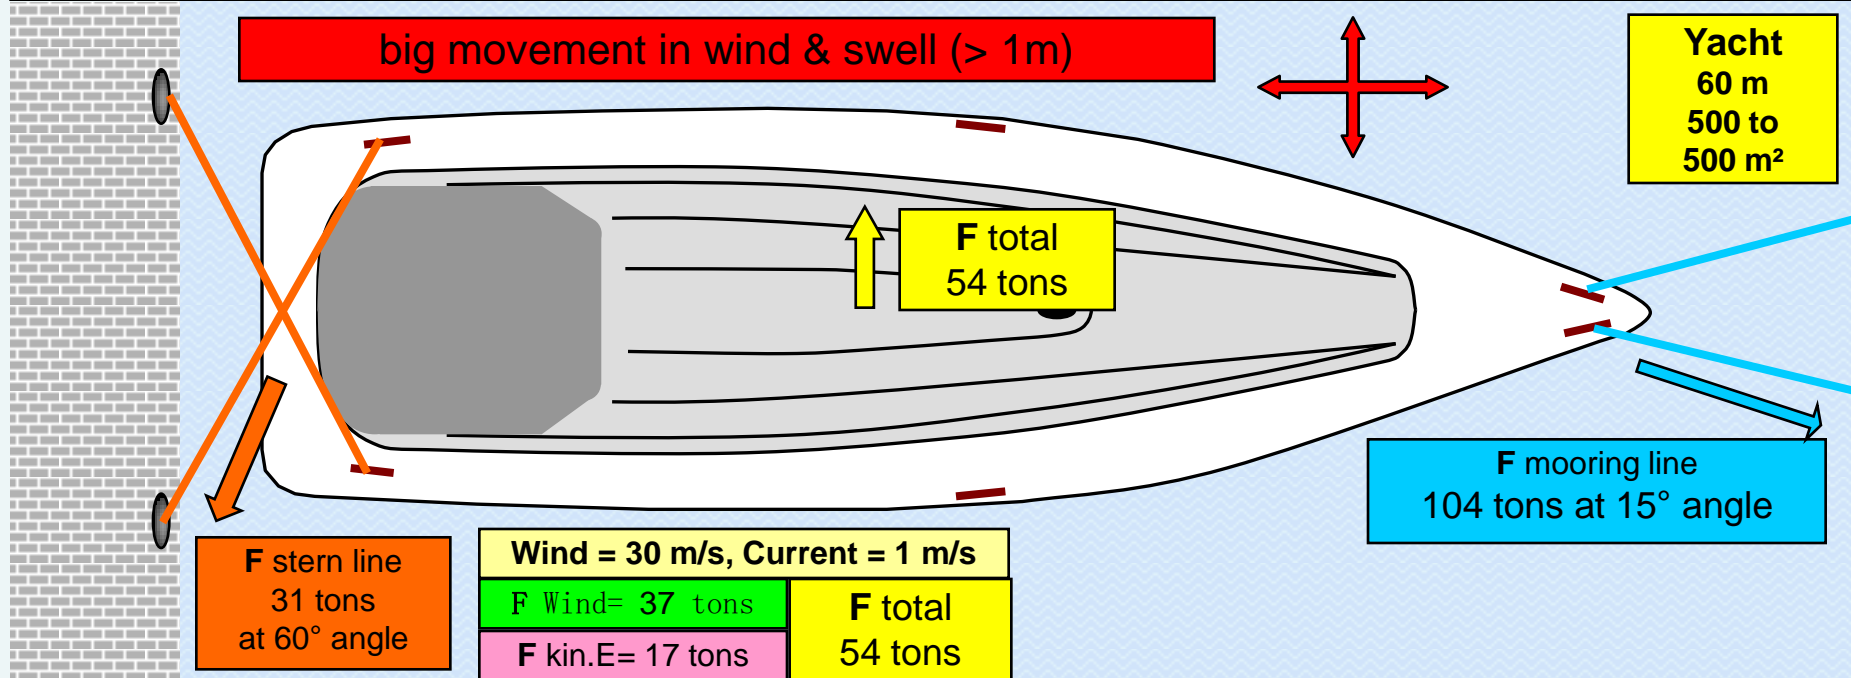 big movement in wind & swell (> 1m)
Yacht
60 m
500 to
500 m²
F total
54 tons
F mooring line
104 tons at 15° angle
F stern line
31 tons
at 60° angle
Wind = 30 m/s, Current = 1 m/s
F Wind= 37 tons
F kin.E= 17 tons
F total
54 tons